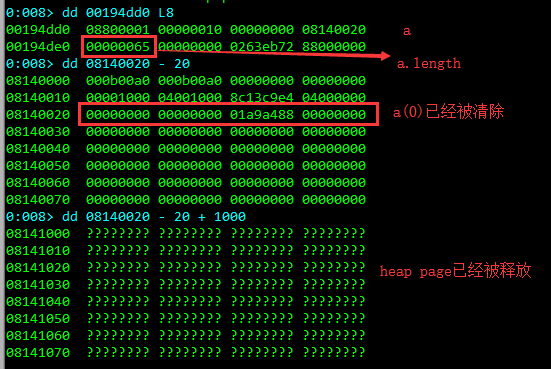 0:008> dd 00194dd0 L8
00194dd0 08800001 00000010 00000000 08140020 a
00194de0 00000065 00000000 0263eb72 88000000
0:008> dd 08140020 - 20 a.length
08140000 000b00a0 000b00a0 00000000 00000000
08140010 00001000 04001000 8c13c9e4 04000000
08140020 00000000 00000000 01a9a488 00000000 a(0)已经被清除
08140030 00000000 00000000 00000000 00000000
08140040 00000000 00000000 00000000 00000000
08140050 00000000 00000000 00000000 00000000
08140060 00000000 00000000 00000000 00000000
08140070 00000000 00000000 00000000 00000000
0:008> dd 08140020 - 20 + 1000
08141000 ???????? ???????? ???????? ????????
08141010 ???????? ???????? ???????? ????????
08141020 ???????? ???????? ???????? ???????? heap page已经被释放
08141030 ???????? ???????? ???????? ????????
08141040 ???????? ???????? ???????? ????????
08141050 ???????? ???????? ???????? ????????
08141060 ???????? ???????? ???????? ????????
08141070 ???????? ???????? ???????? ????????